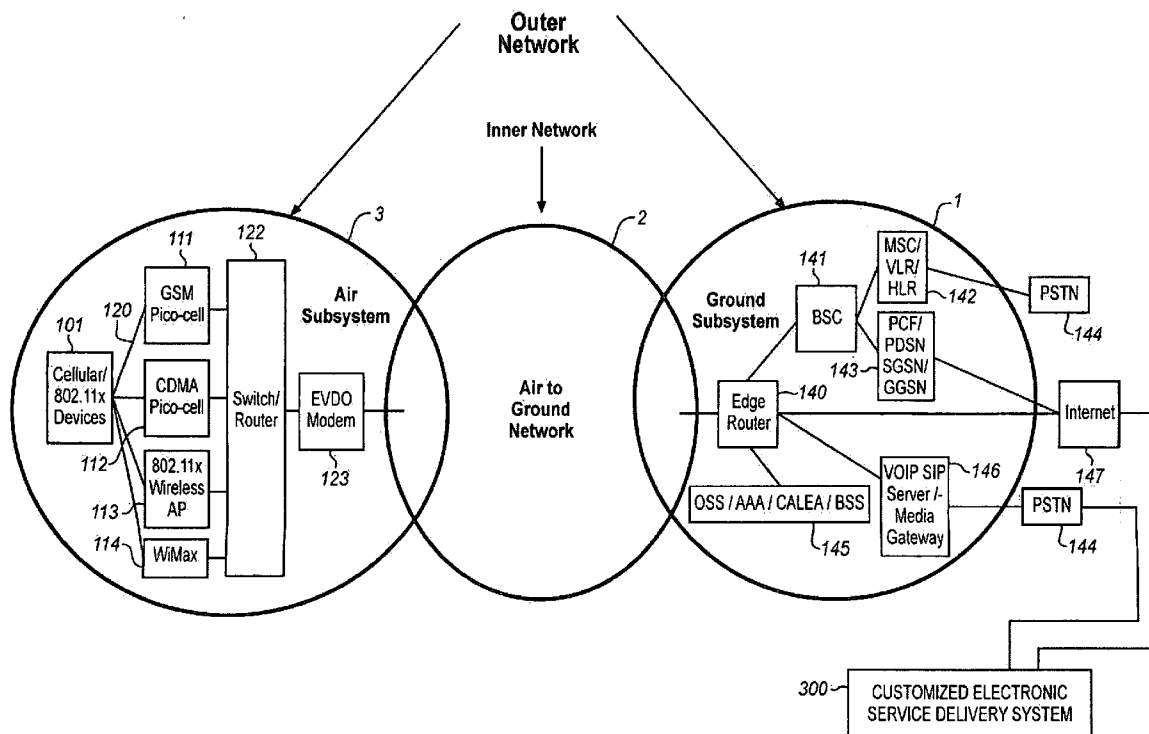 Outer
Network
Inner Network
3
2
1
111
122
GSM
Pico-cell
120
101
Cellular/
802.11x
Devices
CDMA
Pico-cell
112
802.11x
Wireless
AP
113
114
WiMax
Switch/
Router
Air
Subsystem
EVDO
Modem
123
Air to
Ground
Network
Ground
Subsystem
141
BSC
MSC/
VLR/
HLR
142
PSTN
144
PCF/
PDSN
SGSN/
GGSN
143
140
Edge
Router
Internet
147
146
VOIP SIP
Server /-
Media
Gateway
OSS / AAA / CALEA / BSS
145
PSTN
144
300
CUSTOMIZED ELECTRONIC
SERVICE DELIVERY SYSTEM